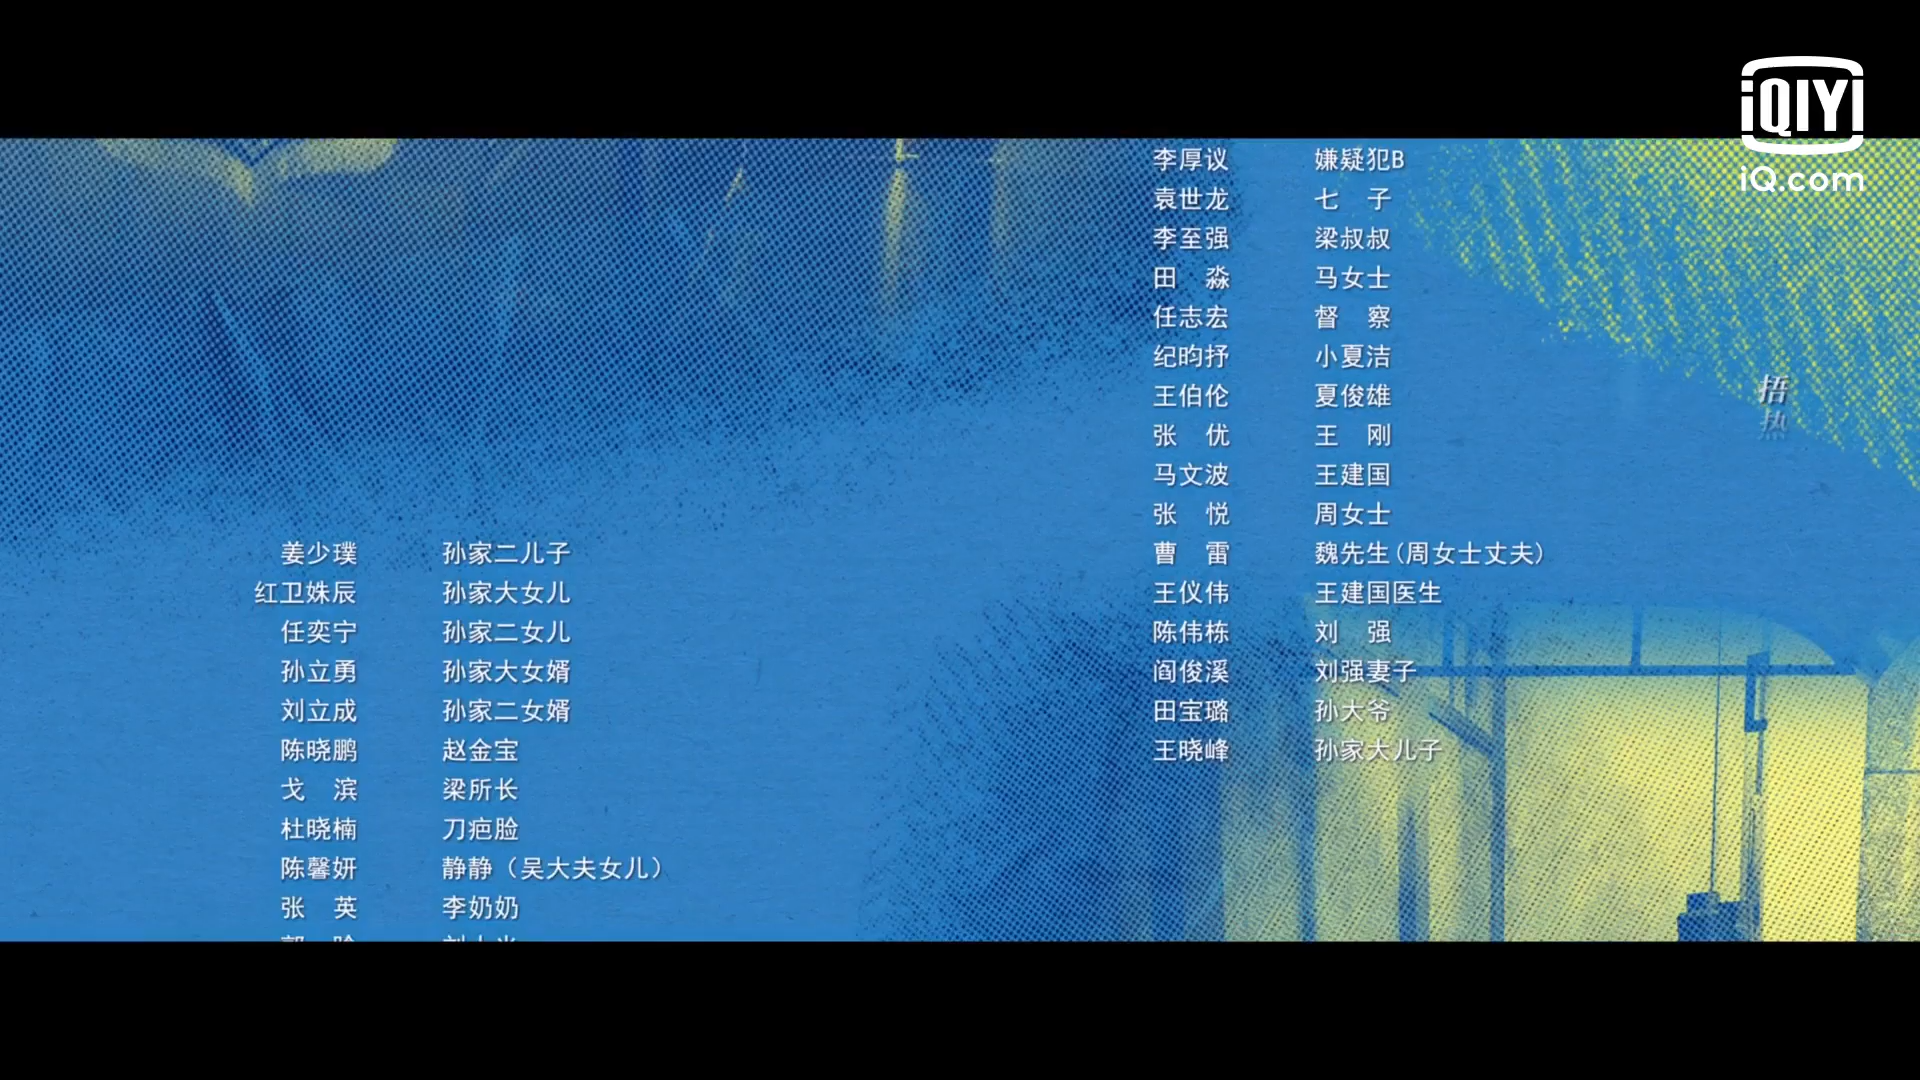 iQIYI
iQ.com
李厚议 嫌疑犯B
袁世龙 七 子
李至强 梁叔叔
田 淼 马女士
任志宏 督 察
纪昀抒 小夏洁
王伯伦 夏俊雄
张 优 王 刚
马文波 王建国
张 悦 周女士
曹 雷 魏先生(周女士丈夫)
王仪伟 王建国医生
陈伟栋 刘 强
阎俊溪 刘强妻子
田宝璐 孙大爷
王晓峰 孙家大儿子
捂
热
姜少璞 孙家二儿子
红卫姝辰 孙家大女儿
任奕宁 孙家二女儿
孙立勇 孙家大女婿
刘立成 孙家二女婿
陈晓鹏 赵金宝
戈 滨 梁所长
杜晓楠 刀疤脸
陈馨妍 静静（吴大夫女儿）
张 英 李奶奶